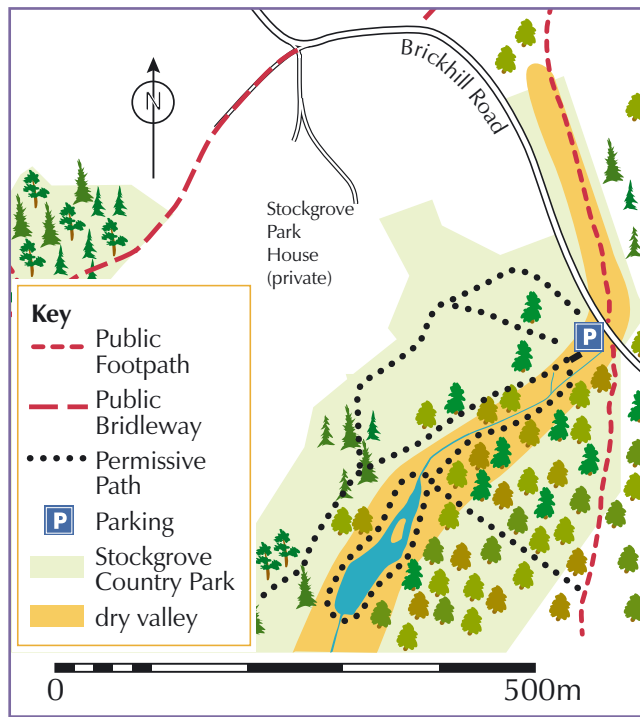 N
Brickhill Road
Stockgrove
Park
House
(private)
P
Key
Public
Footpath
Public
Bridleway
Permissive
Path
P
Parking
Stockgrove
Country Park
dry valley
0
500m